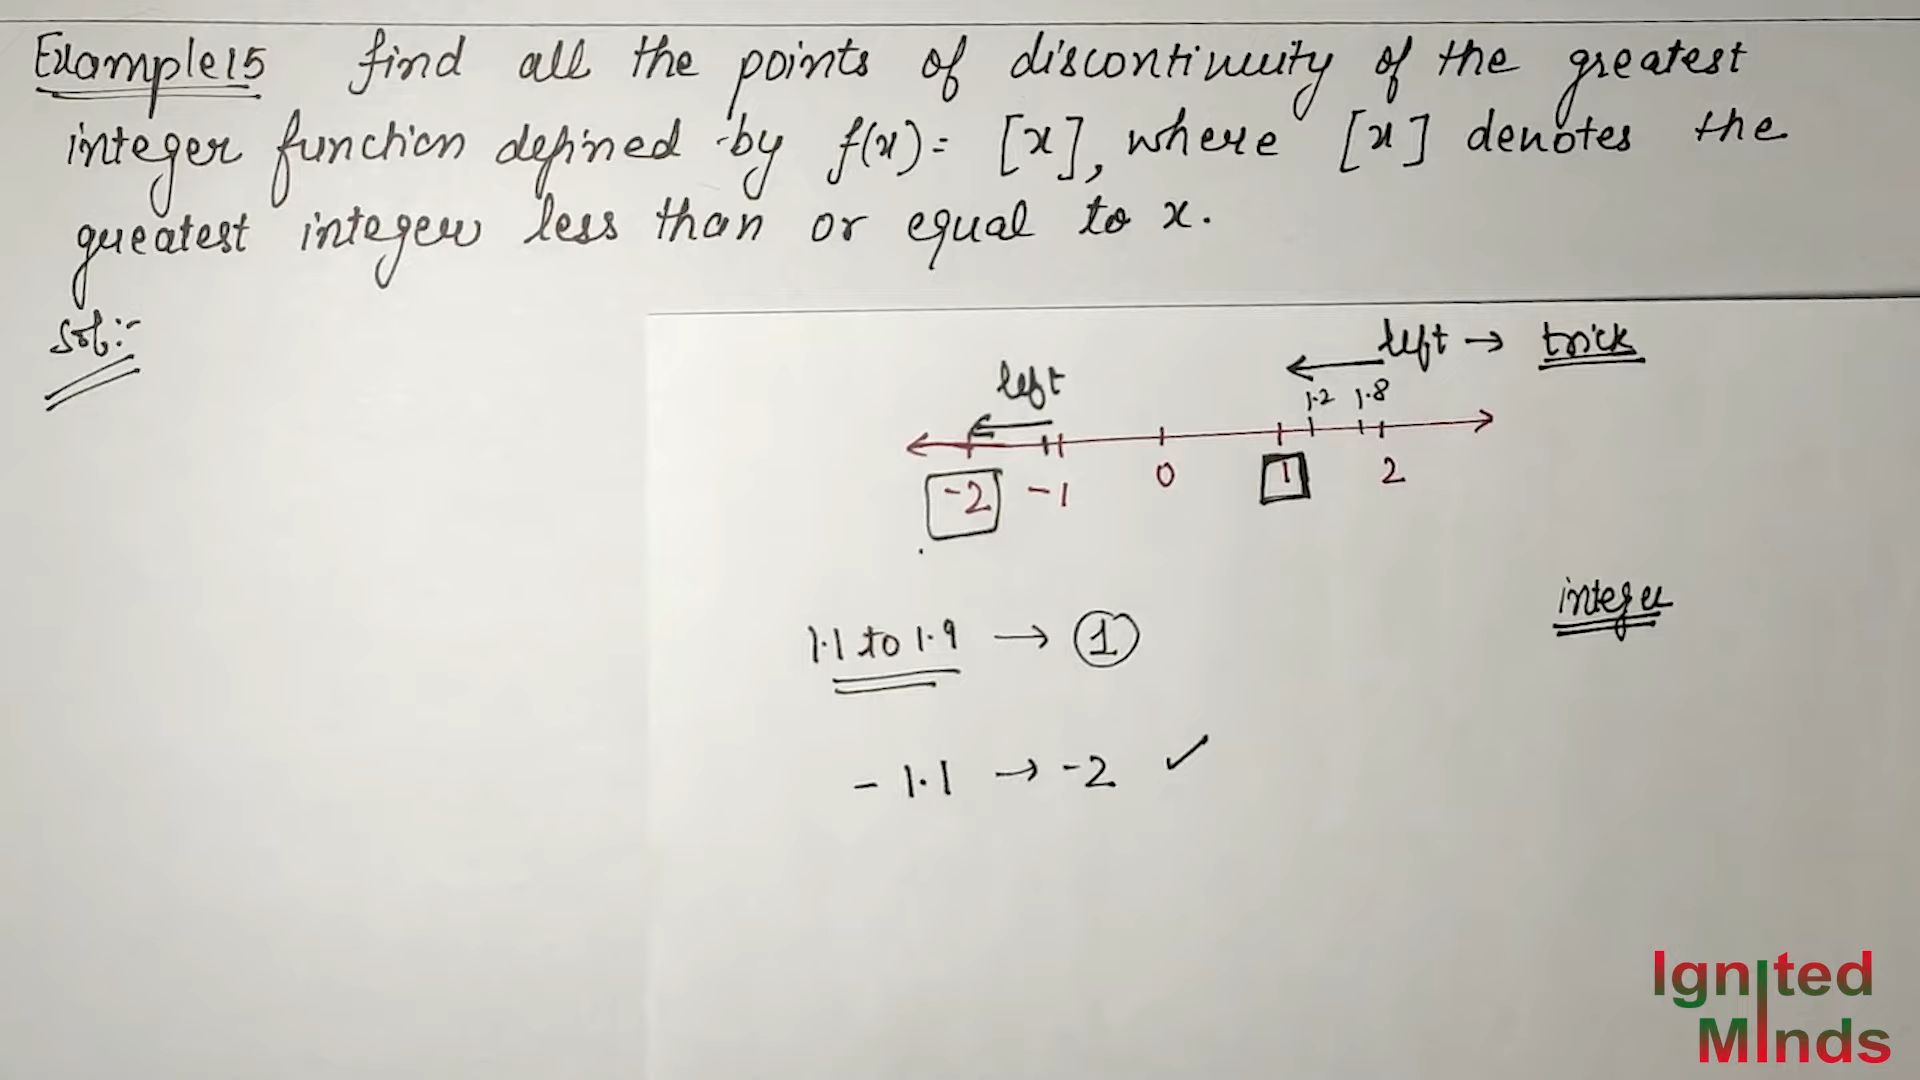 Example 15 find all the points of discontinuity of the greatest
integer function defined by f(x) = [x], where [x] denotes the
greatest integer less than or equal to x.
Sol:-
left → trick
left
1.2 1.8
-2 -1 0 1 2
integer
1.1 to 1.9 → 1
- 1.1 → -2 ✓
Ignited
Minds